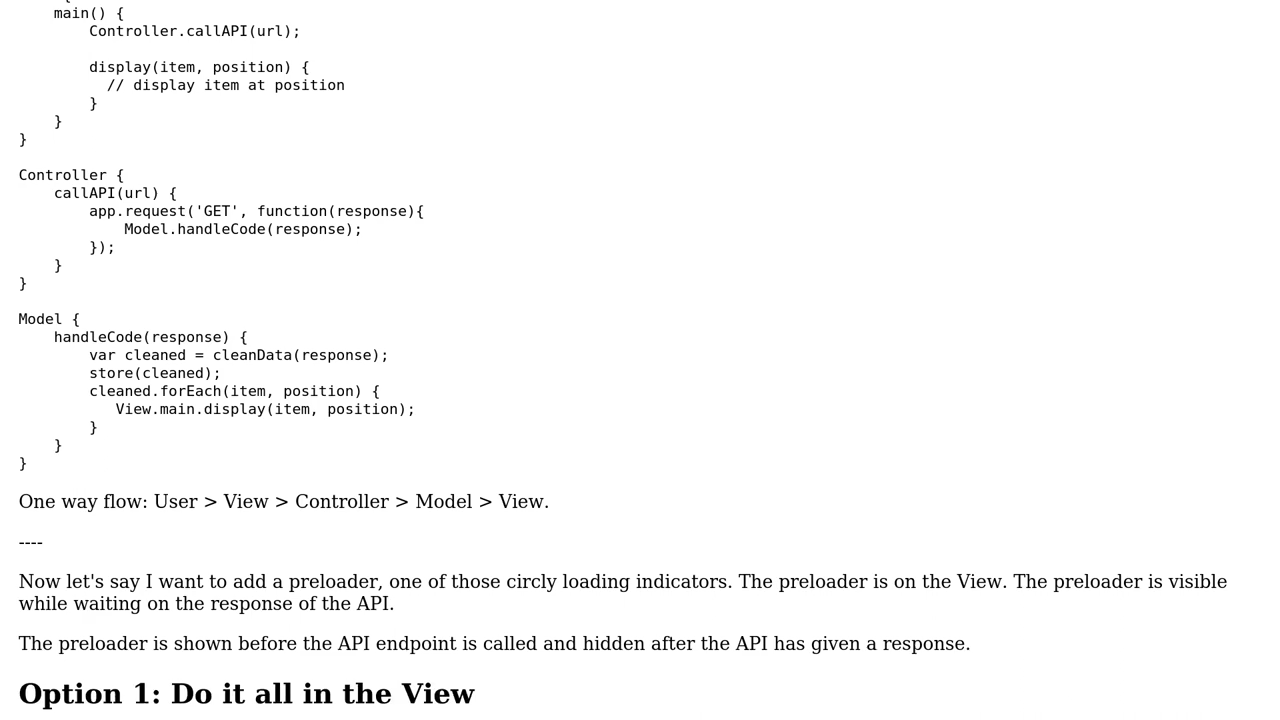 main() {
        Controller.callAPI(url);

        display(item, position) {
          // display item at position
        }
    }
}

Controller {
    callAPI(url) {
        app.request('GET', function(response){
            Model.handleCode(response);
        });
    }
}

Model {
    handleCode(response) {
        var cleaned = cleanData(response);
        store(cleaned);
        cleaned.forEach(item, position) {
           View.main.display(item, position);
        }
    }
}
One way flow: User > View > Controller > Model > View.
----
Now let's say I want to add a preloader, one of those circly loading indicators. The preloader is on the View. The preloader is visible
while waiting on the response of the API.
The preloader is shown before the API endpoint is called and hidden after the API has given a response.
Option 1: Do it all in the View